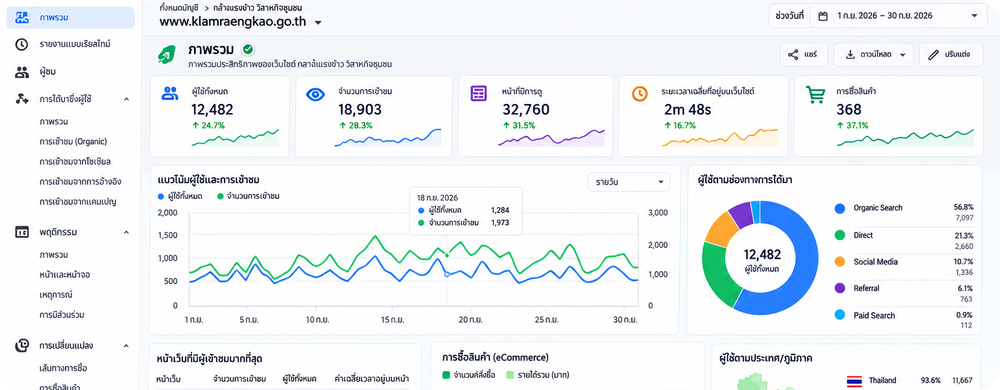 ภาพรวม
รายงานแบบเรียลไทม์
ผู้ชม
การได้มาซึ่งผู้ใช้
ภาพรวม
การเข้าชม (Organic)
การเข้าชมจากโซเชียล
การเข้าชมจากการอ้างอิง
การเข้าชมจากแคมเปญ
พฤติกรรม
ภาพรวม
หน้าและหน้าจอ
เหตุการณ์
การมีส่วนร่วม
การเปลี่ยนแปลง
เส้นทางการซื้อ
การซื้อสินค้า
ทั้งหมดบัญชี > กล้าแรงข้าว วิสาหกิจชุมชน
www.klamraengkao.go.th
ช่วงวันที่ 1 ก.ย. 2026 – 30 ก.ย. 2026
ภาพรวม
ภาพรวมประสิทธิภาพของเว็บไซต์ กล้าแรงข้าว วิสาหกิจชุมชน
แชร์ ดาวน์โหลด ปรับแต่ง
ผู้ใช้ทั้งหมด
12,482
↑ 24.7%
จำนวนการเข้าชม
18,903
↑ 28.3%
หน้าที่มีการดู
32,760
↑ 31.5%
ระยะเวลาเฉลี่ยที่อยู่บนเว็บไซต์
2m 48s
↑ 16.7%
การซื้อสินค้า
368
↑ 37.1%
แนวโน้มผู้ใช้และการเข้าชม
ผู้ใช้ทั้งหมด จำนวนการเข้าชม
รายวัน
18 ก.ย. 2026
ผู้ใช้ทั้งหมด 1,284
จำนวนการเข้าชม 1,973
2,000 3,000
1,500 2,000
1,000 1,000
500
0 0
1 ก.ย. 5 ก.ย. 10 ก.ย. 15 ก.ย. 20 ก.ย. 25 ก.ย. 30 ก.ย.
ผู้ใช้ตามช่องทางการได้มา
12,482
ผู้ใช้ทั้งหมด
Organic Search 56.8%
7,097
Direct 21.3%
2,660
Social Media 10.7%
1,336
Referral 6.1%
763
Paid Search 0.9%
112
หน้าเว็บที่มีผู้เข้าชมมากที่สุด
หน้าเว็บ จำนวนการเข้าชม ผู้ใช้ทั้งหมด ค่าเฉลี่ยเวลาอยู่บนหน้า
การซื้อสินค้า (eCommerce)
จำนวนคำสั่งซื้อ รายได้รวม (บาท)
ผู้ใช้ตามประเทศ/ภูมิภาค
Thailand 93.6% 11,667